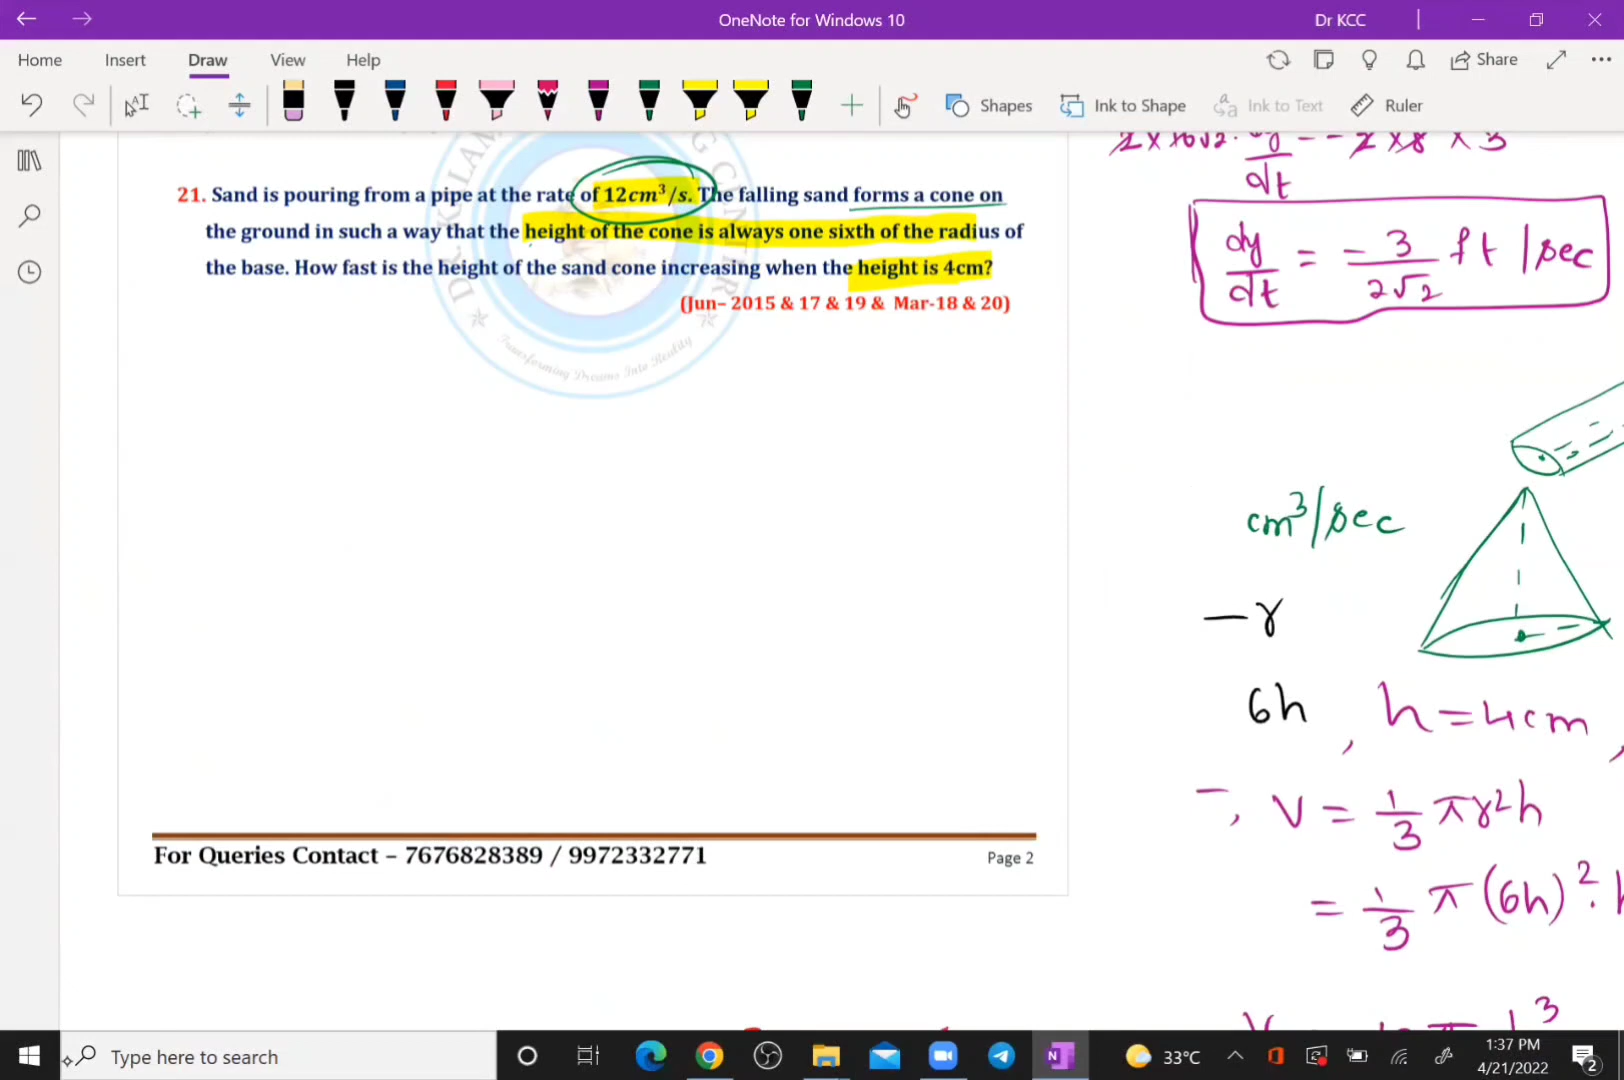 OneNote for Windows 10
Dr KCC
Home Insert Draw View Help
Share
Shapes Ink to Shape Ink to Text Ruler
21. Sand is pouring from a pipe at the rate of 12cm³/s. The falling sand forms a cone on
the ground in such a way that the height of the cone is always one sixth of the radius of
the base. How fast is the height of the sand cone increasing when the height is 4cm?
(Jun– 2015 & 17 & 19 & Mar-18 & 20)
Transforming Dreams Into Reality
dt
dy/dt = -3/2√2 ft/sec
cm³/sec
– r
6h , h = 4cm ,
, V = 1/3 πr²h
= 1/3 π (6h)² .
For Queries Contact – 7676828389 / 9972332771
Page 2
Type here to search
33°C
1:37 PM
4/21/2022
2